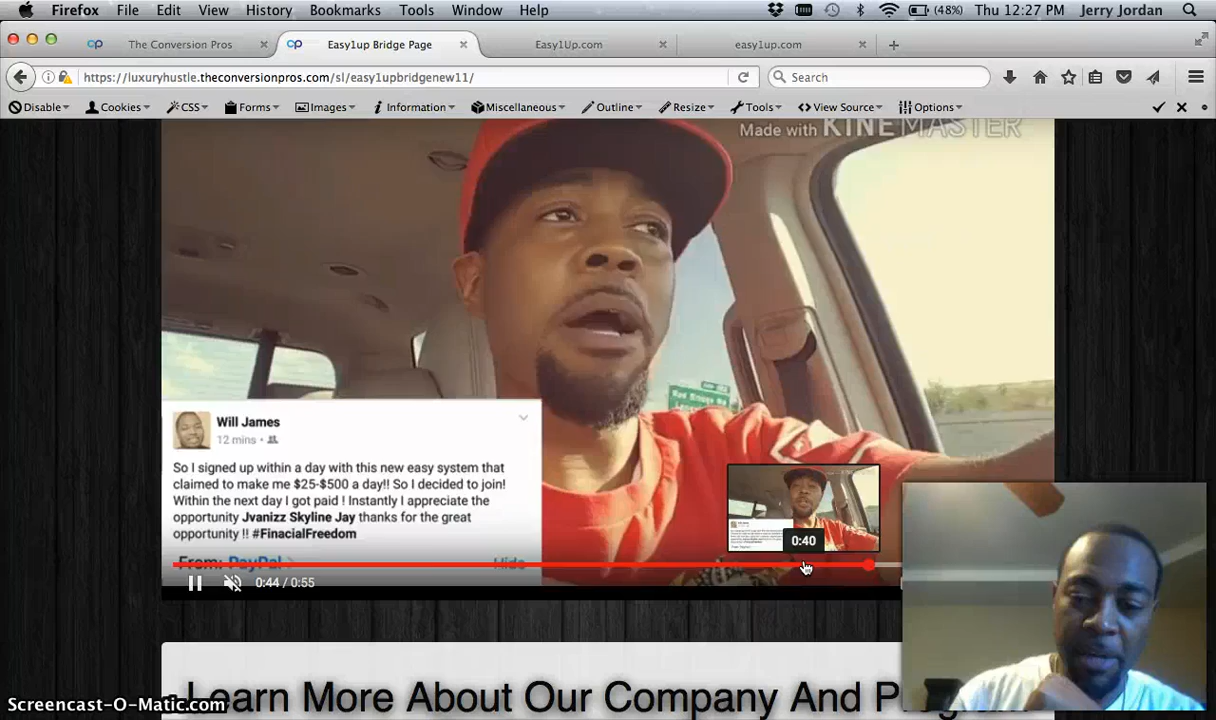 Firefox File Edit View History Bookmarks Tools Window Help (48%) Thu 12:27 PM Jerry Jordan
The Conversion Pros Easy1up Bridge Page Easy1Up.com easy1up.com
https://luxuryhustle.theconversionpros.com/sl/easy1upbridgenew11/ Search
Disable Cookies CSS Forms Images Information Miscellaneous Outline Resize Tools View Source Options
Made with KINEMASTER
Will James
12 mins
So I signed up within a day with this new easy system that
claimed to make me $25-$500 a day!! So I decided to join!
Within the next day I got paid ! Instantly I appreciate the
opportunity Jvanizz Skyline Jay thanks for the great
opportunity !! #FinacialFreedom
From: PayPal Hide
0:40
0:44 / 0:55
Learn More About Our Company And
Screencast-O-Matic.com